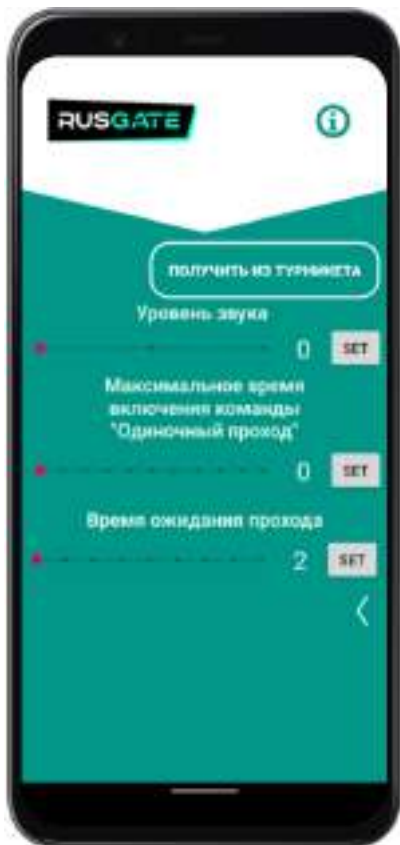 RUSGATE
ПОЛУЧИТЬ ИЗ ТУРНИКЕТА
Уровень звука
0 SET
Максимальное время
включения команды
"Одиночный проход"
0 SET
Время ожидания прохода
2 SET